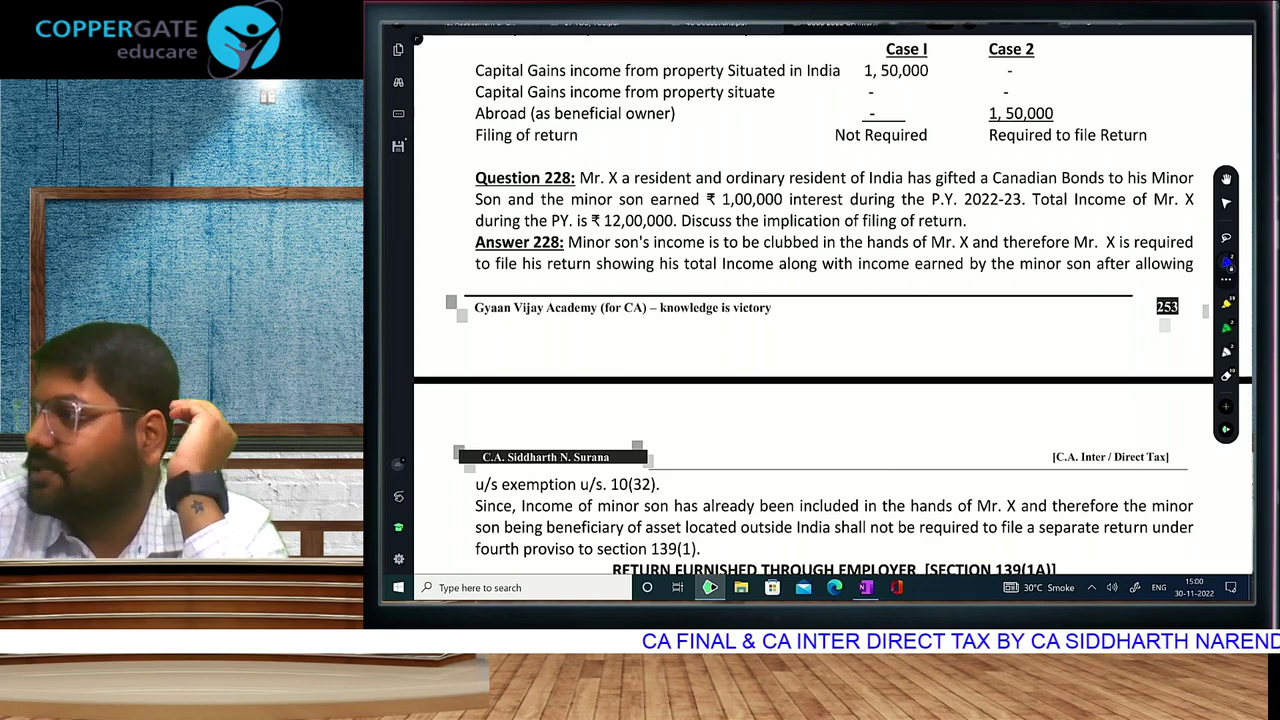 COPPERGATE
educare
Case I Case 2
Capital Gains income from property Situated in India 1, 50,000 -
Capital Gains income from property situate - -
Abroad (as beneficial owner) - 1, 50,000
Filing of return Not Required Required to file Return
Question 228: Mr. X a resident and ordinary resident of India has gifted a Canadian Bonds to his Minor
Son and the minor son earned ₹ 1,00,000 interest during the P.Y. 2022-23. Total Income of Mr. X
during the PY. is ₹ 12,00,000. Discuss the implication of filing of return.
Answer 228: Minor son's income is to be clubbed in the hands of Mr. X and therefore Mr. X is required
to file his return showing his total Income along with income earned by the minor son after allowing
Gyaan Vijay Academy (for CA) – knowledge is victory 253
C.A. Siddharth N. Surana [C.A. Inter / Direct Tax]
u/s exemption u/s. 10(32).
Since, Income of minor son has already been included in the hands of Mr. X and therefore the minor
son being beneficiary of asset located outside India shall not be required to file a separate return under
fourth proviso to section 139(1).
RETURN FURNISHED THROUGH EMPLOYER [SECTION 139(1A)]
Type here to search 30°C Smoke ENG 15:00
30-11-2022
CA FINAL & CA INTER DIRECT TAX BY CA SIDDHARTH NAREND